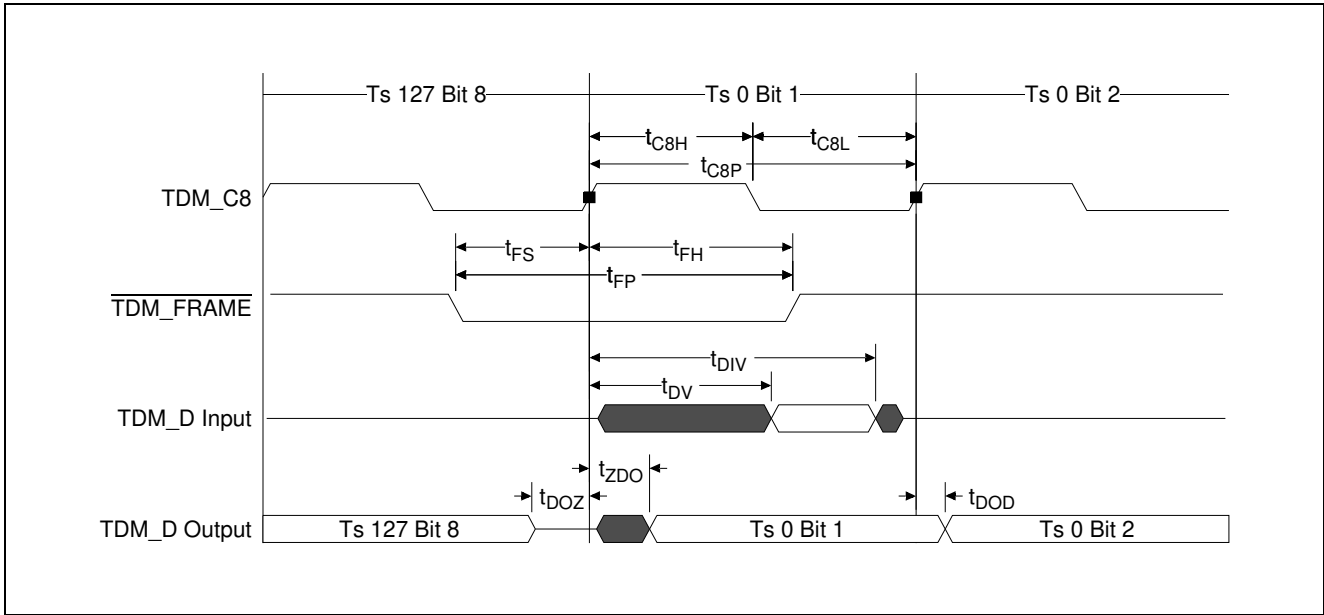 Ts 127 Bit 8 Ts 0 Bit 1 Ts 0 Bit 2
tC8H tC8L
tC8P
TDM_C8
tFS tFH
tFP
TDM_FRAME
tDIV
tDV
TDM_D Input
tZDO
tDOZ tDOD
TDM_D Output Ts 127 Bit 8 Ts 0 Bit 1 Ts 0 Bit 2